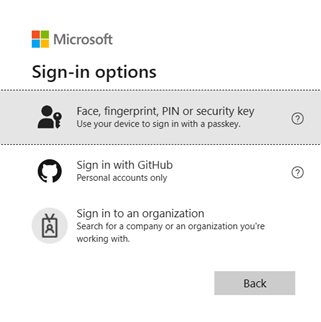 Microsoft
Sign-in options
Face, fingerprint, PIN or security key
Use your device to sign in with a passkey.
?
Sign in with GitHub
Personal accounts only
?
Sign in to an organization
Search for a company or an organization you're
working with.
Back